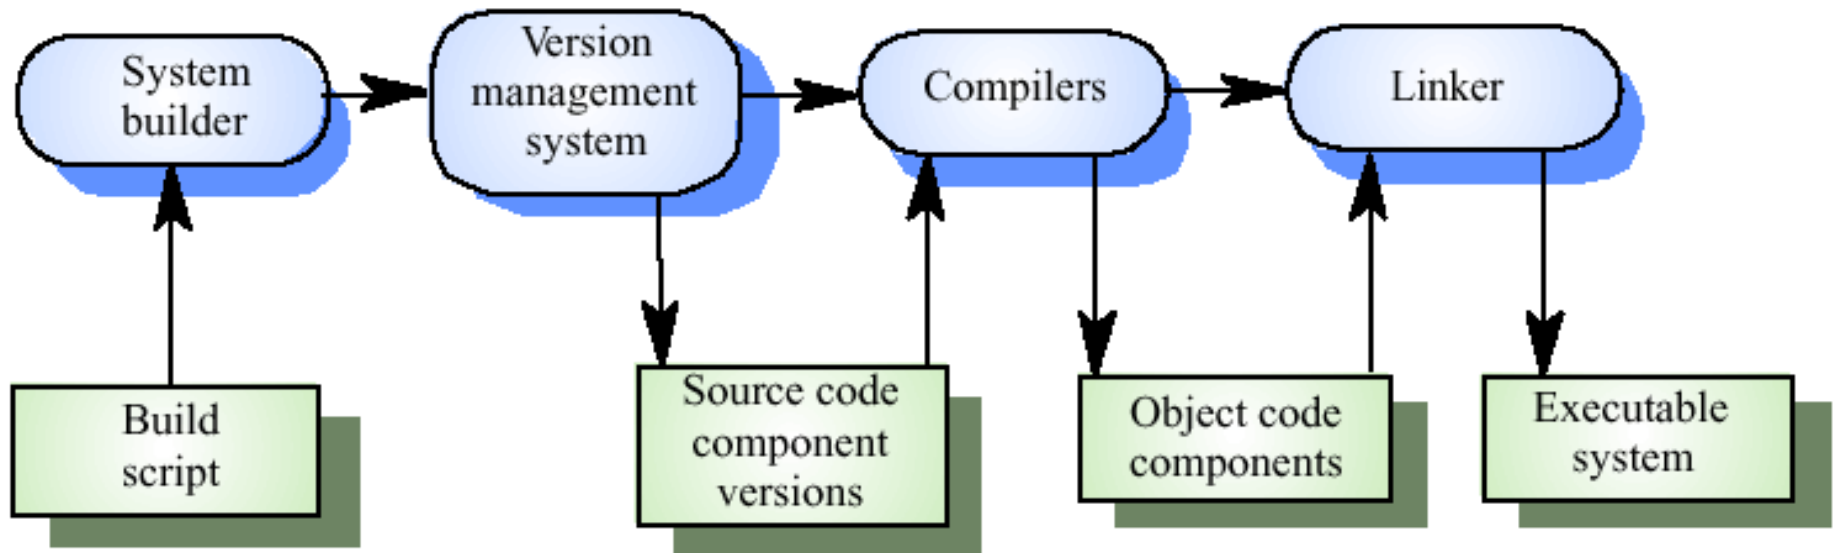 System
builder
Version
management
system
Compilers
Linker
Build
script
Source code
component
versions
Object code
components
Executable
system